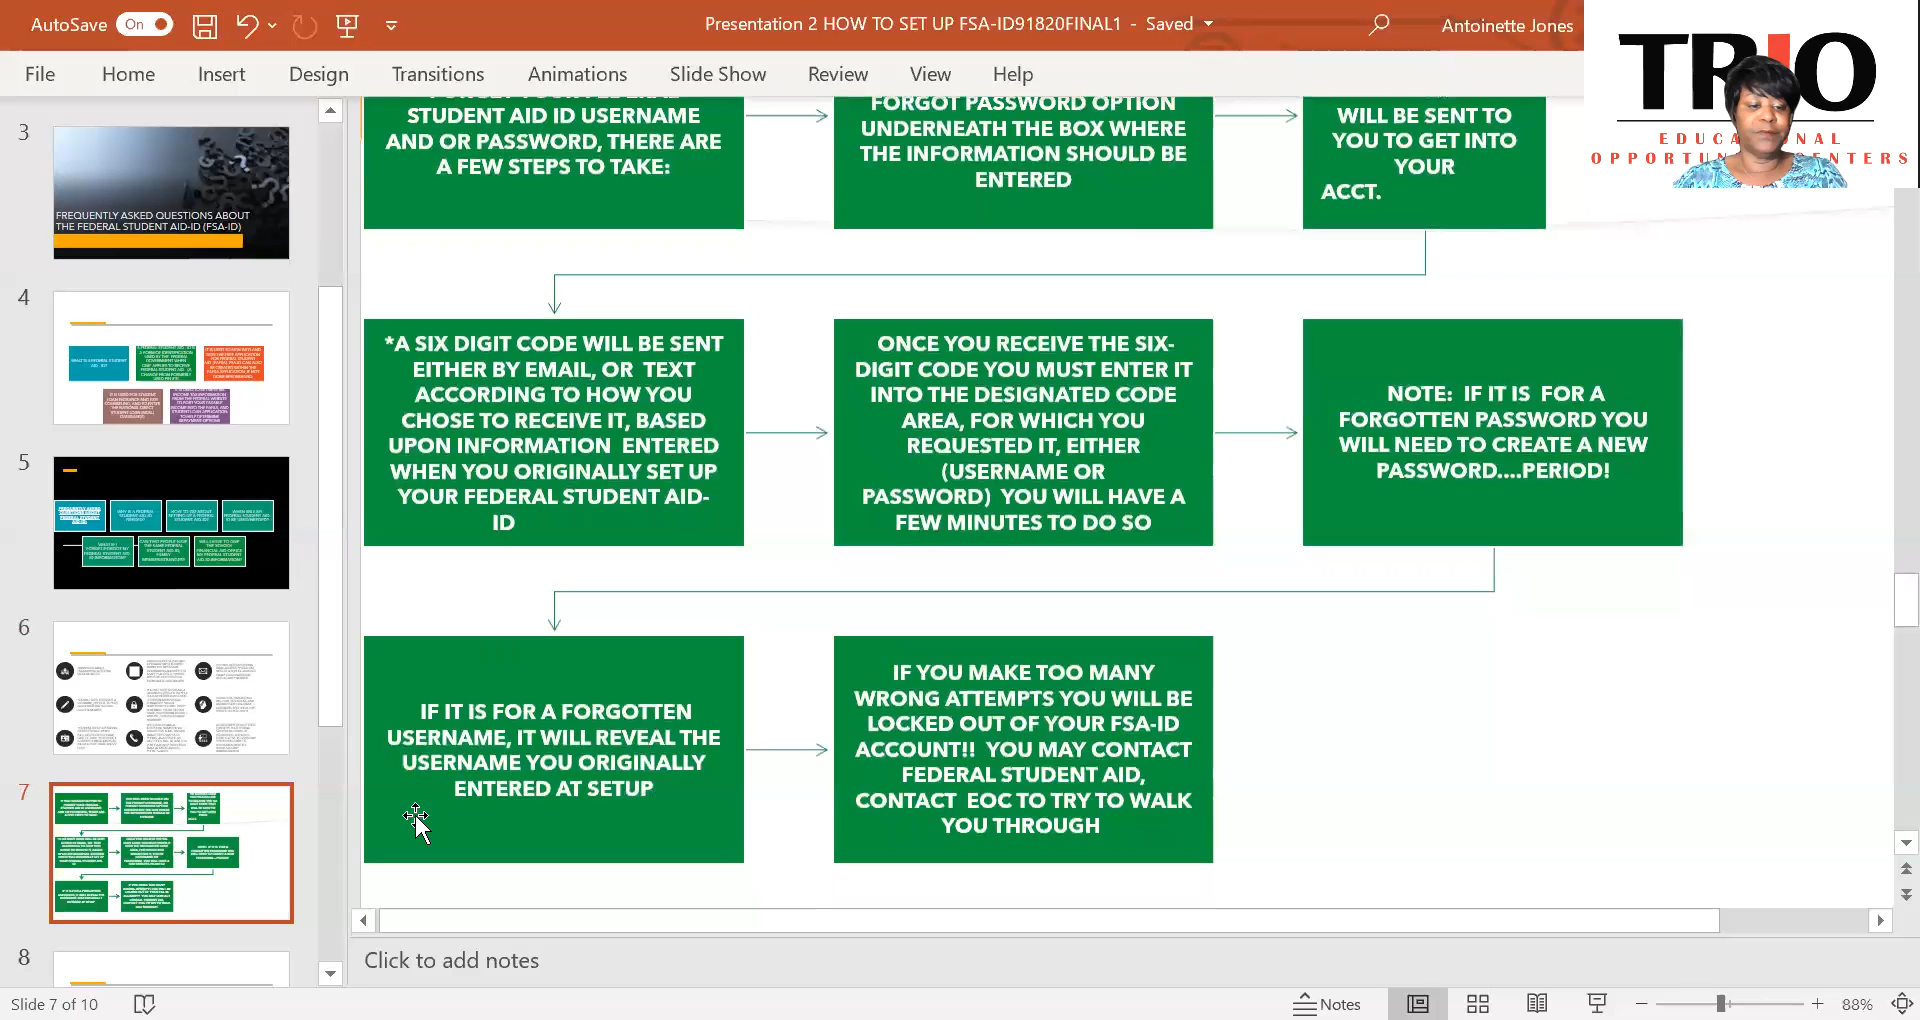 AutoSave On
Presentation 2 HOW TO SET UP FSA-ID91820FINAL1 - Saved
Antoinette Jones
File Home Insert Design Transitions Animations Slide Show Review View Help
TRIO
EDUCATIONAL
OPPORTUN ENTERS
3
FREQUENTLY ASKED QUESTIONS ABOUT
THE FEDERAL STUDENT AID-ID (FSA-ID)
4
5
6
7
8
STUDENT AID ID USERNAME
AND OR PASSWORD, THERE ARE
A FEW STEPS TO TAKE:
FORGOT PASSWORD OPTION
UNDERNEATH THE BOX WHERE
THE INFORMATION SHOULD BE
ENTERED
WILL BE SENT TO
YOU TO GET INTO
YOUR
ACCT.
*A SIX DIGIT CODE WILL BE SENT
EITHER BY EMAIL, OR TEXT
ACCORDING TO HOW YOU
CHOSE TO RECEIVE IT, BASED
UPON INFORMATION ENTERED
WHEN YOU ORIGINALLY SET UP
YOUR FEDERAL STUDENT AID-
ID
ONCE YOU RECEIVE THE SIX-
DIGIT CODE YOU MUST ENTER IT
INTO THE DESIGNATED CODE
AREA, FOR WHICH YOU
REQUESTED IT, EITHER
(USERNAME OR
PASSWORD) YOU WILL HAVE A
FEW MINUTES TO DO SO
NOTE: IF IT IS FOR A
FORGOTTEN PASSWORD YOU
WILL NEED TO CREATE A NEW
PASSWORD....PERIOD!
IF IT IS FOR A FORGOTTEN
USERNAME, IT WILL REVEAL THE
USERNAME YOU ORIGINALLY
ENTERED AT SETUP
IF YOU MAKE TOO MANY
WRONG ATTEMPTS YOU WILL BE
LOCKED OUT OF YOUR FSA-ID
ACCOUNT!! YOU MAY CONTACT
FEDERAL STUDENT AID,
CONTACT EOC TO TRY TO WALK
YOU THROUGH
Click to add notes
Slide 7 of 10
Notes
88%